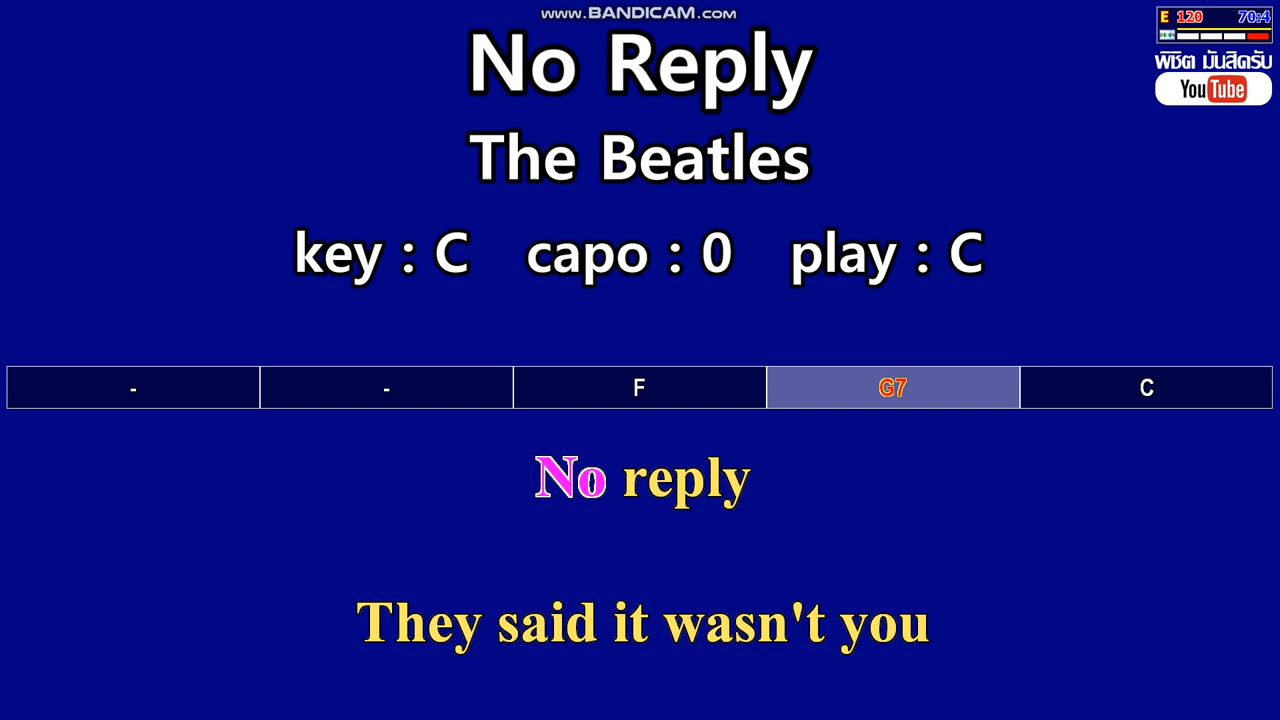 www.BANDICAM.com
No Reply
E 120 70:4
The Beatles
พิชิต มันสิครับ
YouTube
key : C capo : 0 play : C
- - F G7 C
No reply
They said it wasn't you